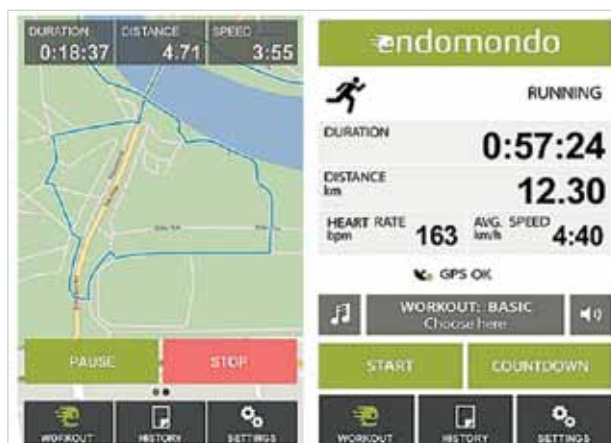 DURATION DISTANCE SPEED
0:18:37 4.71 3:55
PAUSE STOP
WORKOUT HISTORY SETTINGS
endomondo
RUNNING
DURATION
0:57:24
DISTANCE
km
12.30
HEART RATE
bpm
163
AVG. SPEED
km/h
4:40
GPS OK
WORKOUT: BASIC
Choose here
START COUNTDOWN
WORKOUT HISTORY SETTINGS